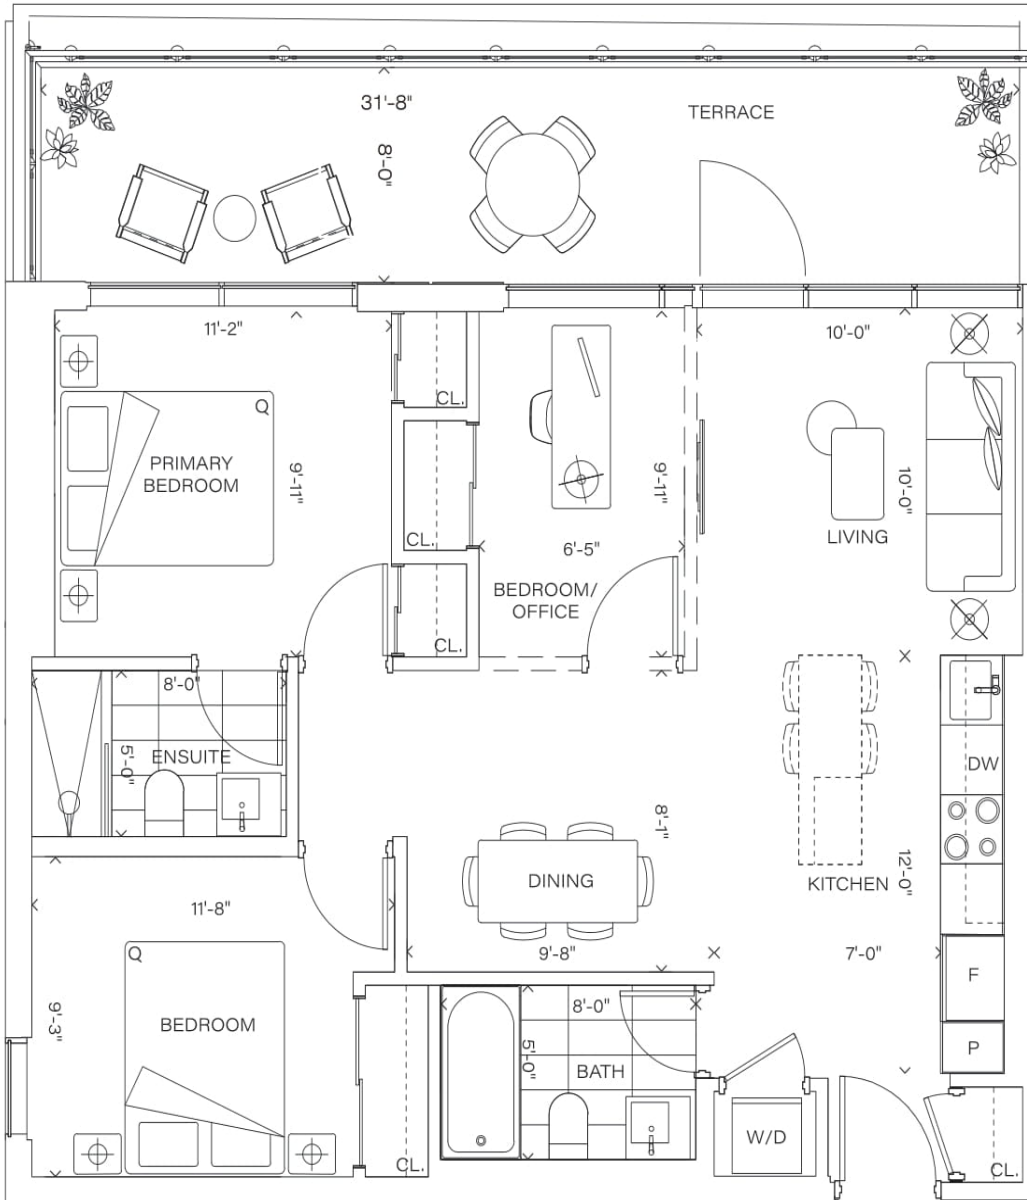 31'-8"
TERRACE
8'-0"
11'-2"
10'-0"
CL.
Q
PRIMARY
BEDROOM
9'-11"
9'-11"
10'-0"
CL.
6'-5"
LIVING
BEDROOM/
OFFICE
CL.
8'-0"
ENSUITE
5'-0"
DW
8'-1"
12'-0"
DINING
KITCHEN
11'-8"
Q
9'-8"
7'-0"
F
9'-3"
BEDROOM
8'-0"
5'-0"
BATH
P
W/D
CL.
CL.